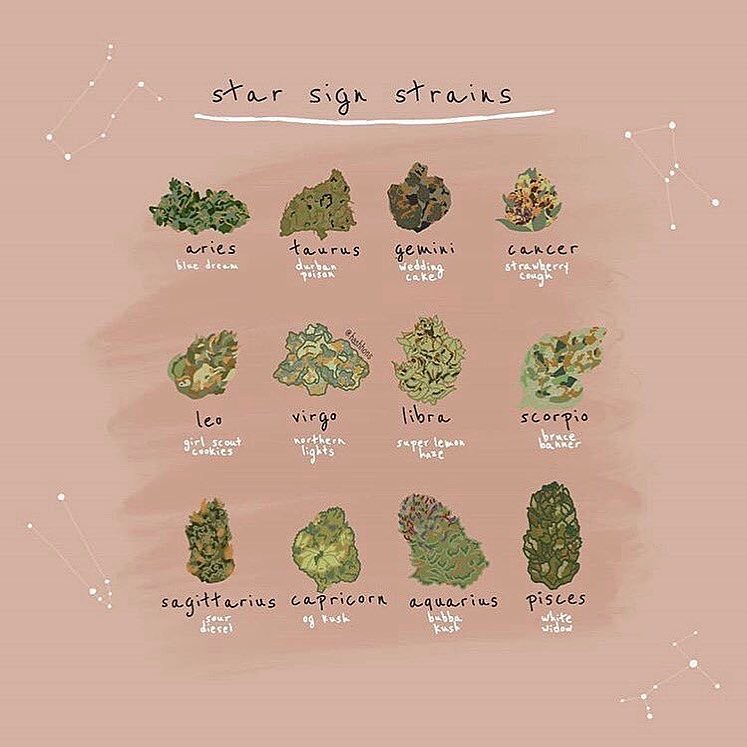 star sign strains
aries taurus gemini cancer
blue dream durban wedding strawberry
poison cake cough
@hashbone
leo virgo libra scorpio
girl scout northern super lemon bruce
cookies lights haze banner
sagittarius capricorn aquarius pisces
sour og kush bubba white
diesel kush widow